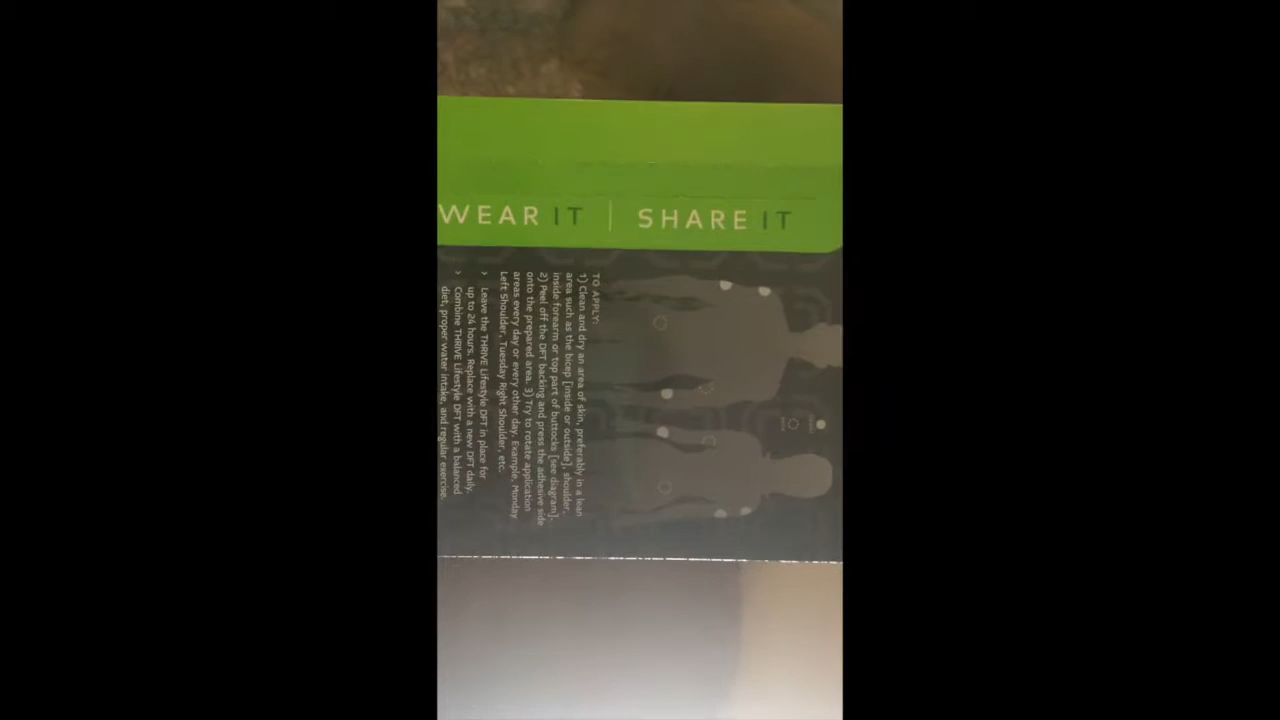 WEAR IT | SHARE IT
TO APPLY:
1) Clean and dry an area of skin, preferably in a lean
area such as the bicep [inside or outside], shoulder,
inside forearm or top part of buttocks [see diagram].
2) Peel off the DFT backing and press the adhesive side
onto the prepared area. 3) Try to rotate application
areas every day or every other day. Example, Monday
Left Shoulder, Tuesday Right Shoulder, etc.
› Leave the THRIVE Lifestyle DFT in place for
up to 24 hours. Replace with a new DFT daily.
› Combine THRIVE Lifestyle DFT with a balanced
diet, proper water intake, and regular exercise.